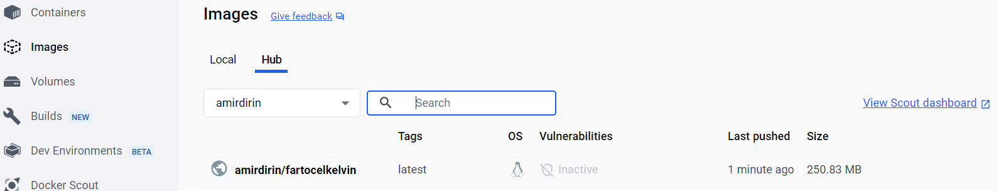 Containers
Images
Volumes
Builds NEW
Dev Environments BETA
Docker Scout
Images Give feedback
Local Hub
amirdirin Search View Scout dashboard
Tags OS Vulnerabilities Last pushed Size
amirdirin/fartocelkelvin latest Inactive 1 minute ago 250.83 MB